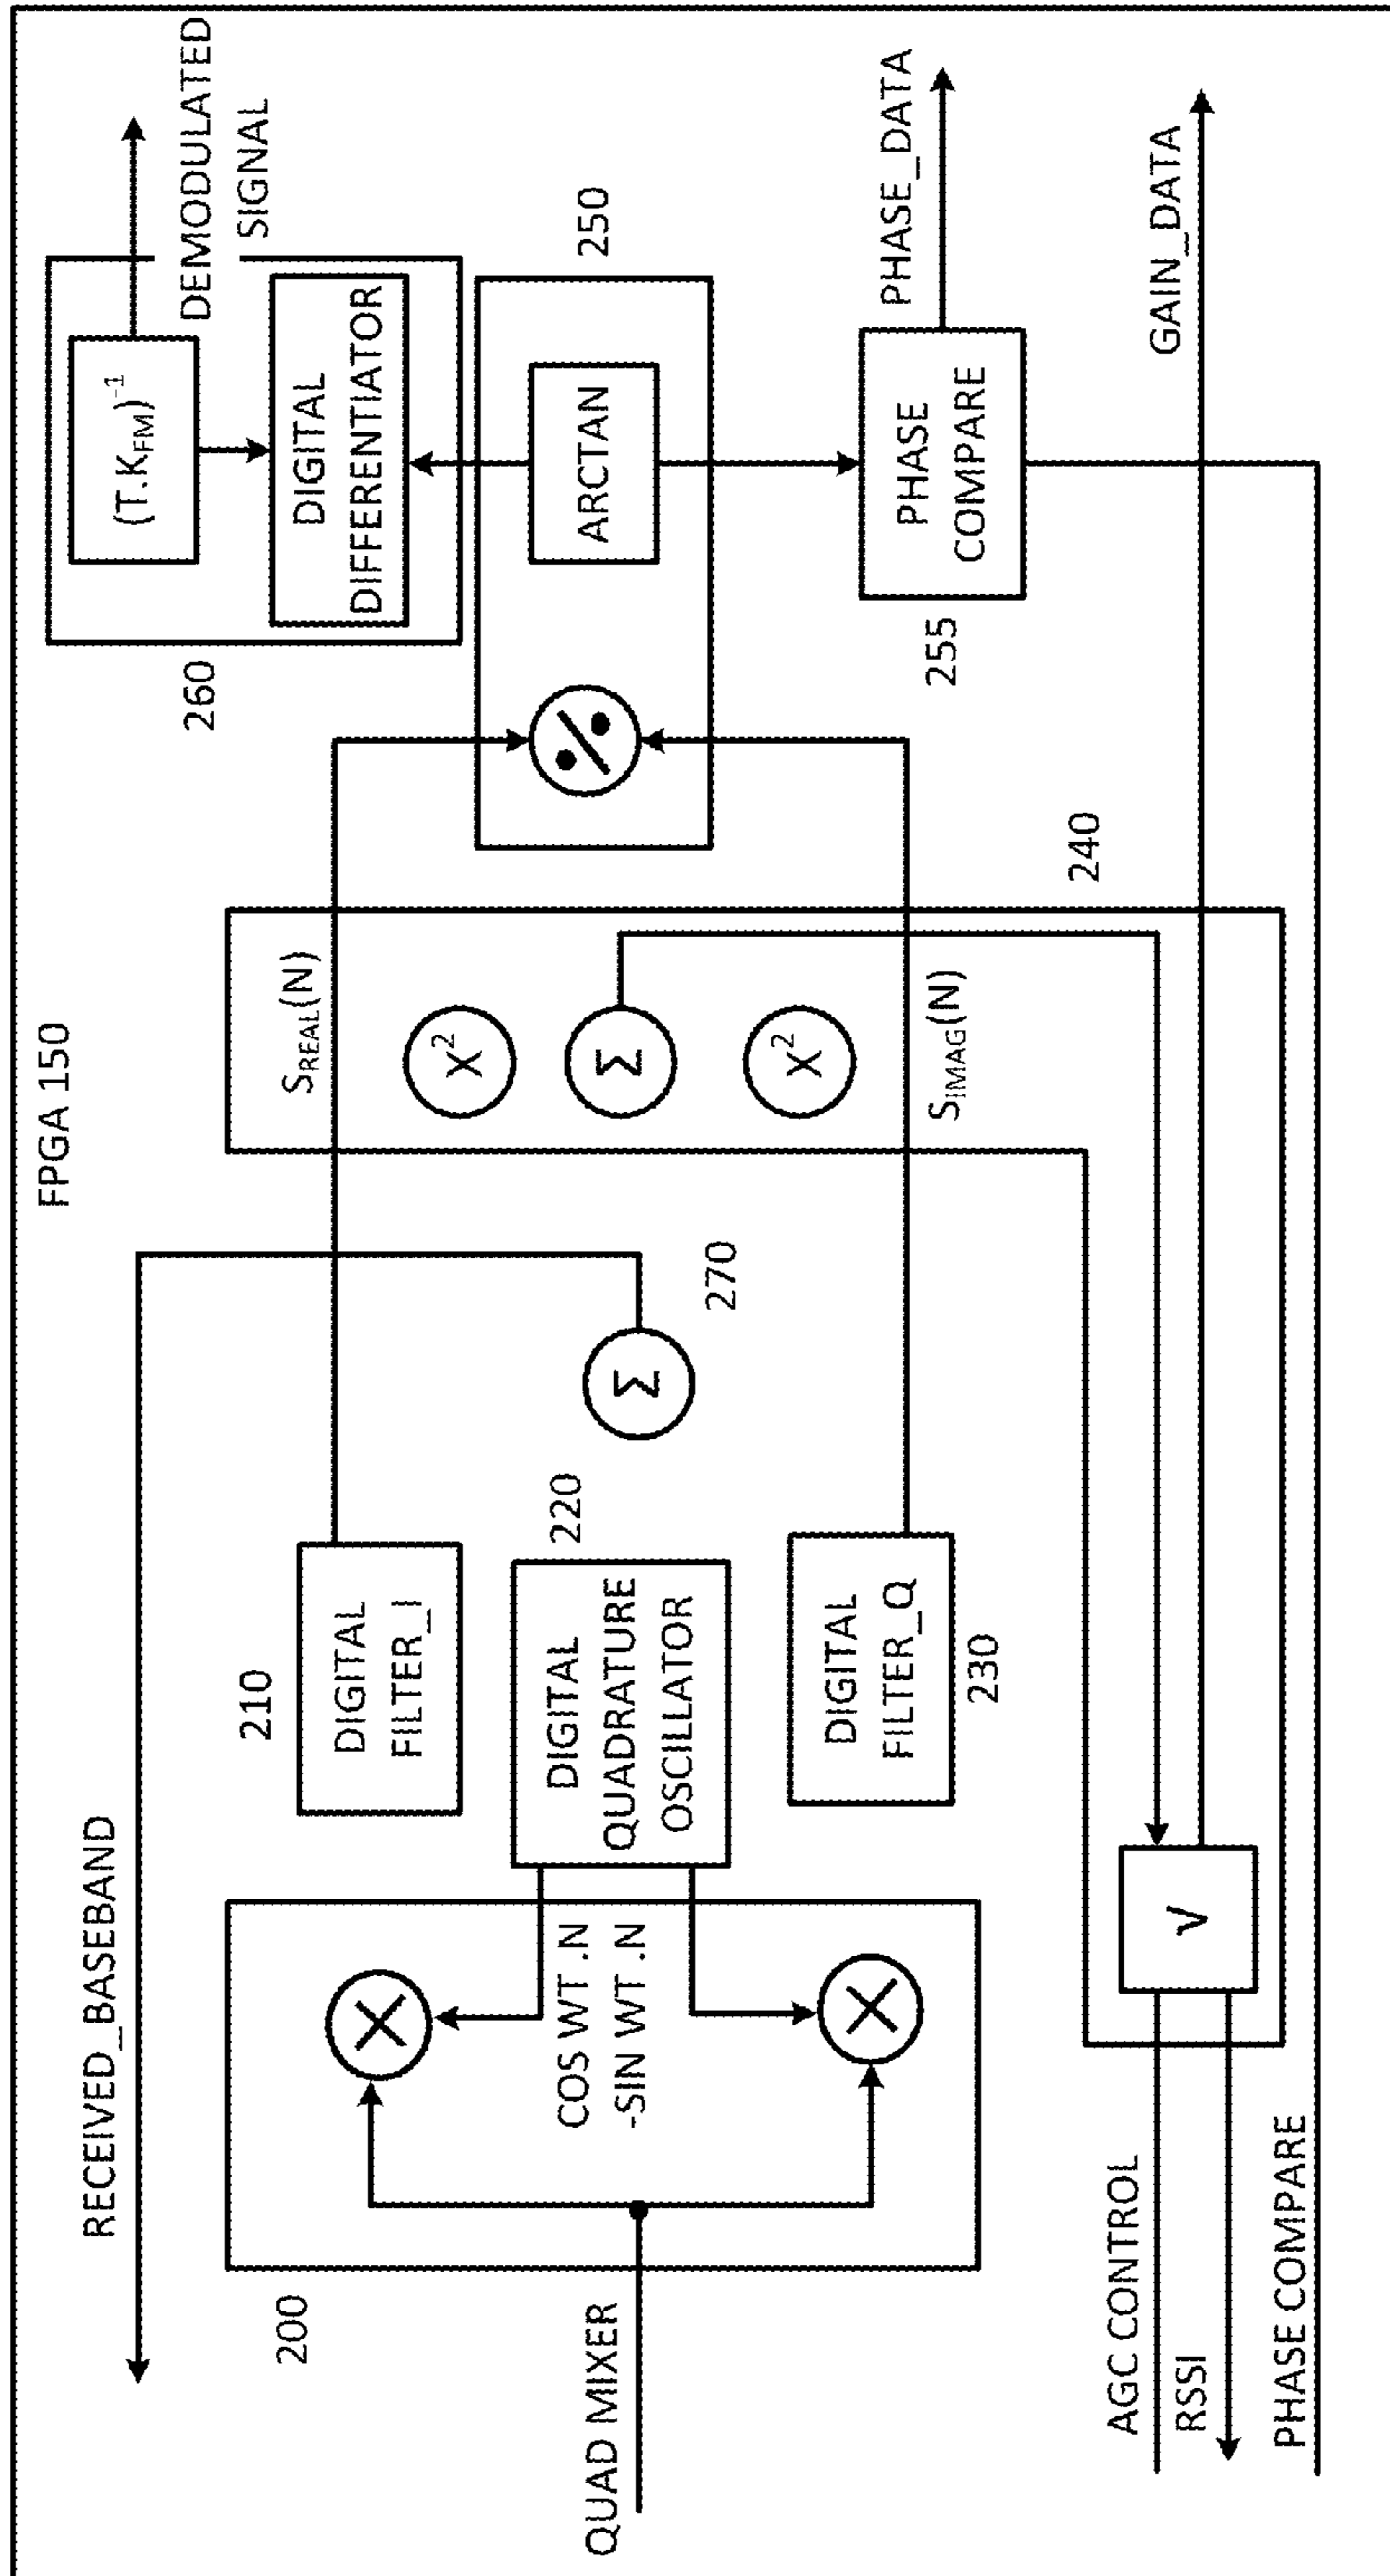 FPGA 150
RECEIVED_BASEBAND
200
QUAD MIXER
COS WT .N
-SIN WT .N
210
DIGITAL
FILTER_I
220
DIGITAL
QUADRATURE
OSCILLATOR
DIGITAL
FILTER_Q
230
Σ
270
S_REAL(N)
X²
Σ
X²
S_IMAG(N)
240
260
(T.K_FM)⁻¹
DIGITAL
DIFFERENTIATOR
DEMODULATED
SIGNAL
250
ARCTAN
255
PHASE
COMPARE
PHASE_DATA
GAIN_DATA
√
AGC CONTROL
RSSI
PHASE COMPARE